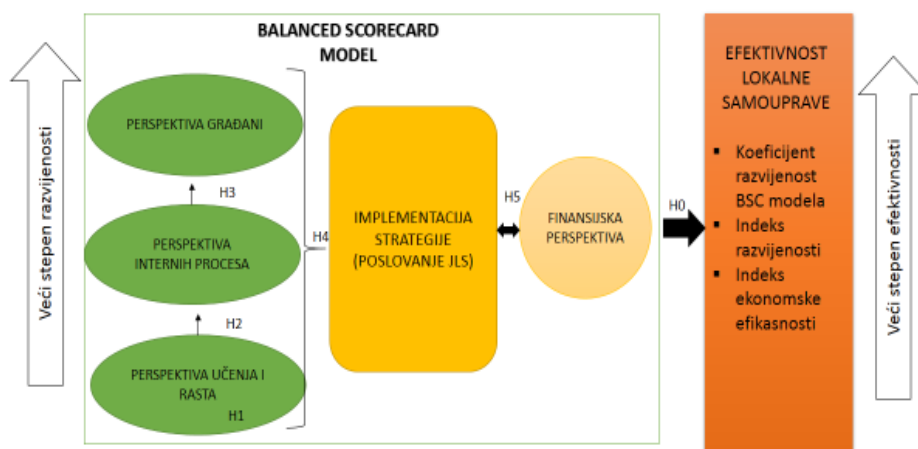 BALANCED SCORECARD
MODEL
Veći stepen razvijenosti
PERSPEKTIVA GRAĐANI
H3
PERSPEKTIVA
INTERNIH PROCESA
H2
PERSPEKTIVA UČENJA I
RASTA
H1
H4
IMPLEMENTACIJA
STRATEGIJE
(POSLOVANJE JLS)
H5
FINANSIJSKA
PERSPEKTIVA
H0
EFEKTIVNOST
LOKALNE
SAMOUPRAVE
▪ Koeficijent
razvijenost
BSC modela
▪ Indeks
razvijenosti
▪ Indeks
ekonomske
efikasnosti
Veći stepen efektivnosti